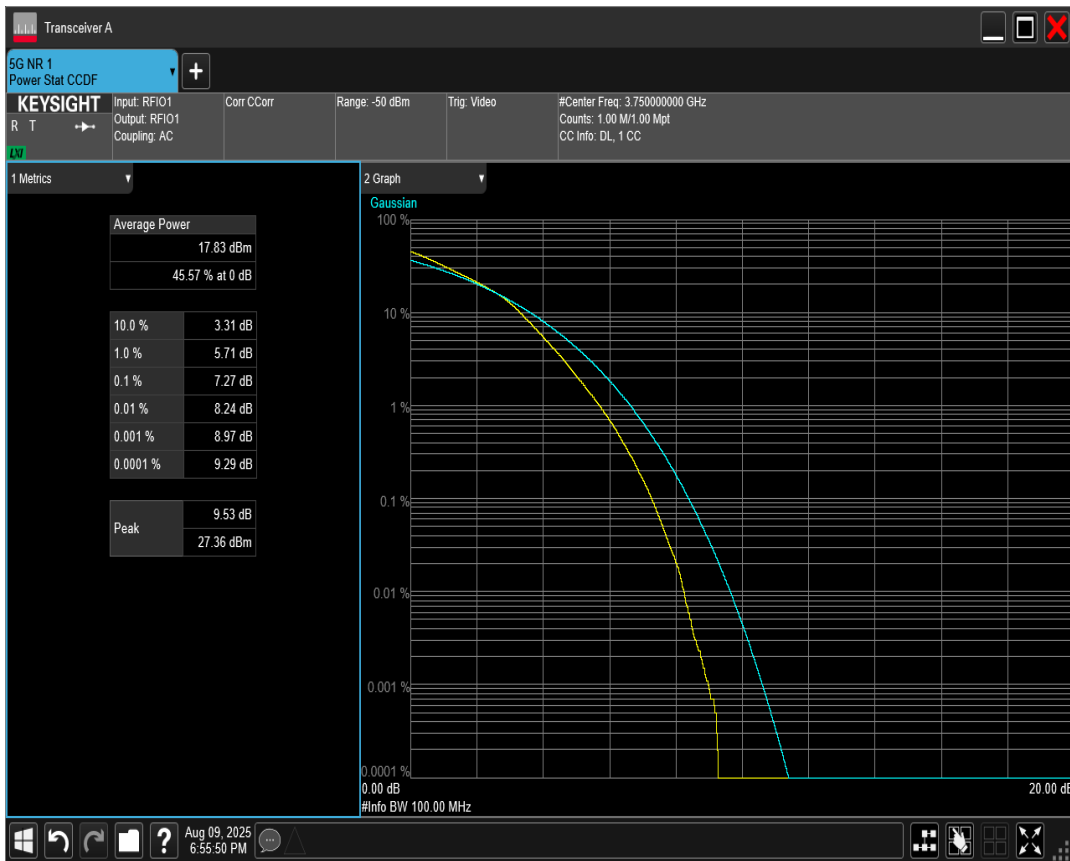 Transceiver A
5G NR 1
Power Stat CCDF
+
KEYSIGHT
R T
LXI
Input: RFIO1
Output: RFIO1
Coupling: AC
Corr CCorr
Range: -50 dBm
Trig: Video
#Center Freq: 3.750000000 GHz
Counts: 1.00 M/1.00 Mpt
CC Info: DL, 1 CC
1 Metrics
Average Power
17.83 dBm
45.57 % at 0 dB
10.0 % 3.31 dB
1.0 % 5.71 dB
0.1 % 7.27 dB
0.01 % 8.24 dB
0.001 % 8.97 dB
0.0001 % 9.29 dB
Peak
9.53 dB
27.36 dBm
2 Graph
Gaussian
100 %
10 %
1 %
0.1 %
0.01 %
0.001 %
0.0001 %
0.00 dB 20.00 dB
#Info BW 100.00 MHz
?
Aug 09, 2025
6:55:50 PM